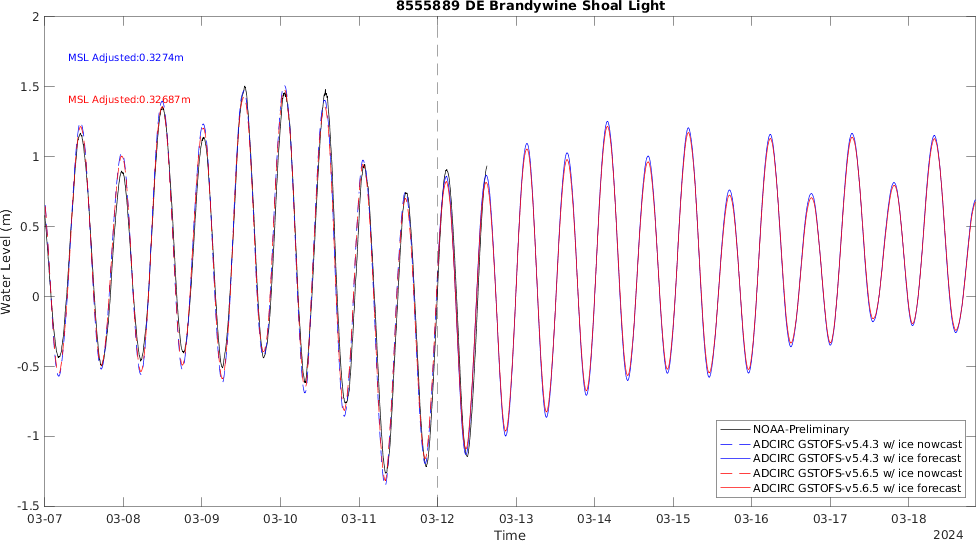 8555889 DE Brandywine Shoal Light
2
1.5
1
0.5
0
-0.5
-1
-1.5
Water Level (m)
MSL Adjusted:0.3274m
MSL Adjusted:0.32687m
NOAA-Preliminary
ADCIRC GSTOFS-v5.4.3 w/ ice nowcast
ADCIRC GSTOFS-v5.4.3 w/ ice forecast
ADCIRC GSTOFS-v5.6.5 w/ ice nowcast
ADCIRC GSTOFS-v5.6.5 w/ ice forecast
03-07 03-08 03-09 03-10 03-11 03-12 03-13 03-14 03-15 03-16 03-17 03-18
Time
2024